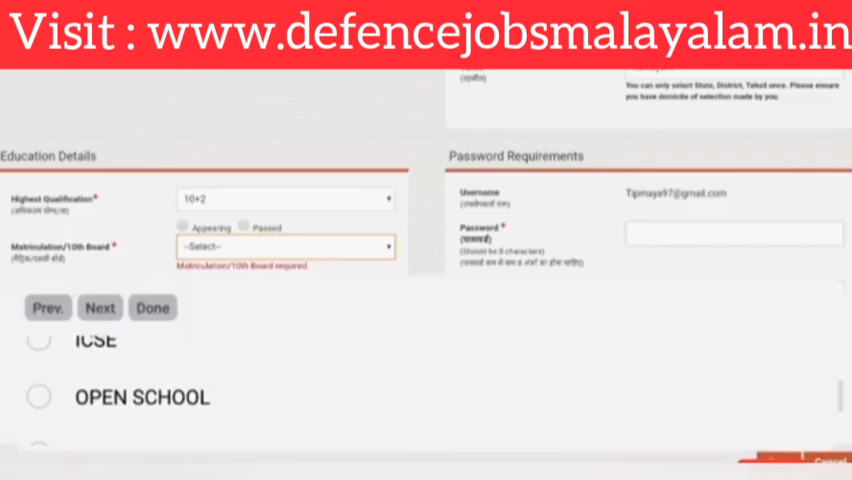 Visit : www.defencejobsmalayalam.in
(तहसील)
You can only select State, District, Tehsil once. Please ensure
you have domicile of selection made by you.
Education Details
Password Requirements
Highest Qualification*
10+2
Username
Tipmaya97@gmail.com
Appearing
Passed
Password *
(पासवर्ड)
Matriculation/10th Board *
--Select--
(Should be 8 characters)
Matriculation/10th Board required.
Prev.
Next
Done
ICSE
OPEN SCHOOL
Cancel